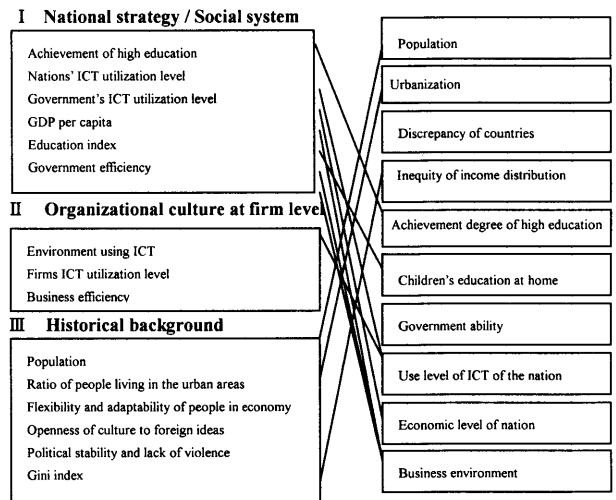 Ⅰ National strategy / Social system
Achievement of high education
Nations' ICT utilization level
Government's ICT utilization level
GDP per capita
Education index
Government efficiency
Ⅱ Organizational culture at firm level
Environment using ICT
Firms ICT utilization level
Business efficiency
Ⅲ Historical background
Population
Ratio of people living in the urban areas
Flexibility and adaptability of people in economy
Openness of culture to foreign ideas
Political stability and lack of violence
Gini index
Population
Urbanization
Discrepancy of countries
Inequity of income distribution
Achievement degree of high education
Children's education at home
Government ability
Use level of ICT of the nation
Economic level of nation
Business environment